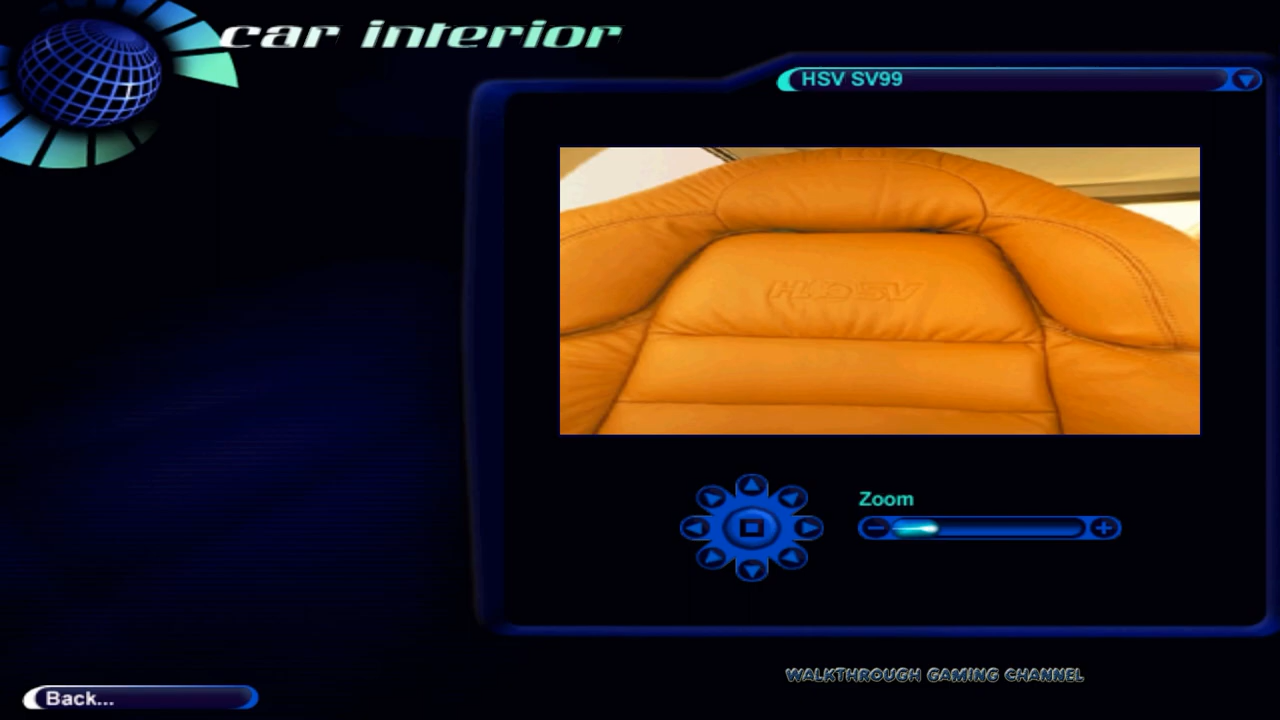 car interior
HSV SV99
HSV
Zoom
WALKTHROUGH GAMING CHANNEL
Back...